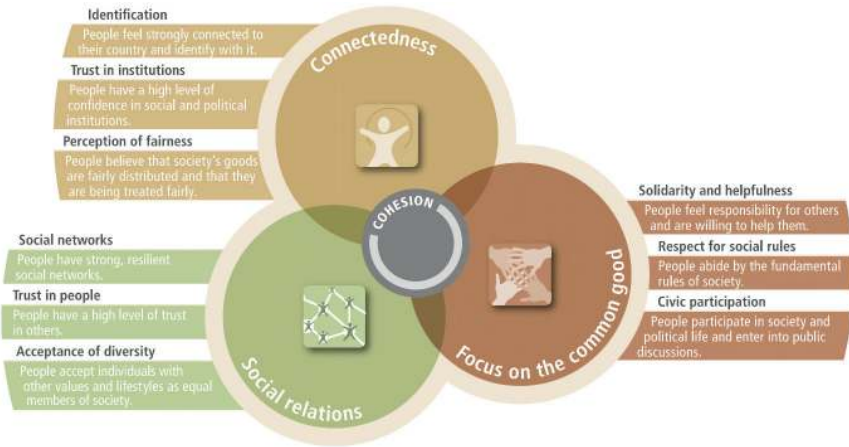 Identification
People feel strongly connected to
their country and identify with it.
Trust in institutions
People have a high level of
confidence in social and political
institutions.
Perception of fairness
People believe that society's goods
are fairly distributed and that they
are being treated fairly.
Connectedness
Social networks
People have strong, resilient
social networks.
Trust in people
People have a high level of trust
in others.
Acceptance of diversity
People accept individuals with
other values and lifestyles as equal
members of society.
Social relations
COHESION
Solidarity and helpfulness
People feel responsibility for others
and are willing to help them.
Respect for social rules
People abide by the fundamental
rules of society.
Civic participation
People participate in society and
political life and enter into public
discussions.
Focus on the common good